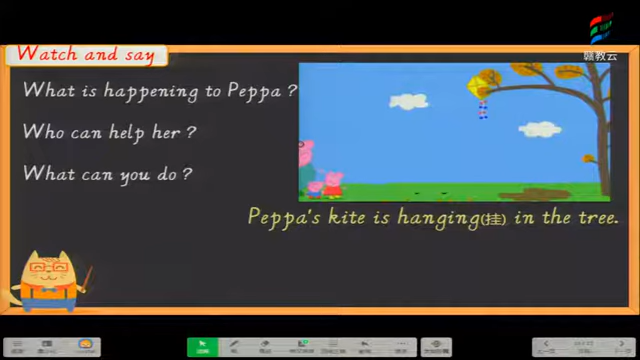 Watch and say
赣教云
What is happening to Peppa ?
Who can help her ?
What can you do ?
Peppa's kite is hanging(挂) in the tree.